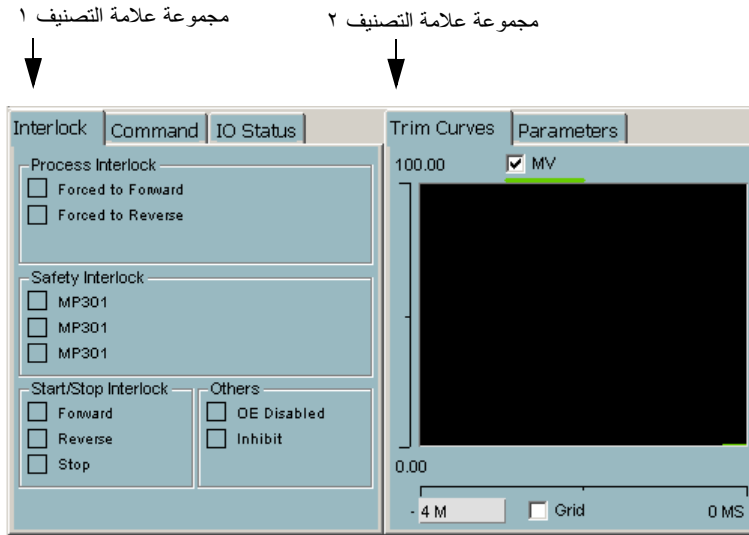 مجموعة علامة التصنيف ١
مجموعة علامة التصنيف ٢
Interlock Command IO Status
Process Interlock
Forced to Forward
Forced to Reverse
Safety Interlock
MP301
MP301
MP301
Start/Stop Interlock
Forward
Reverse
Stop
Others
OE Disabled
Inhibit
Trim Curves Parameters
100.00 MV
0.00
- 4 M Grid 0 MS